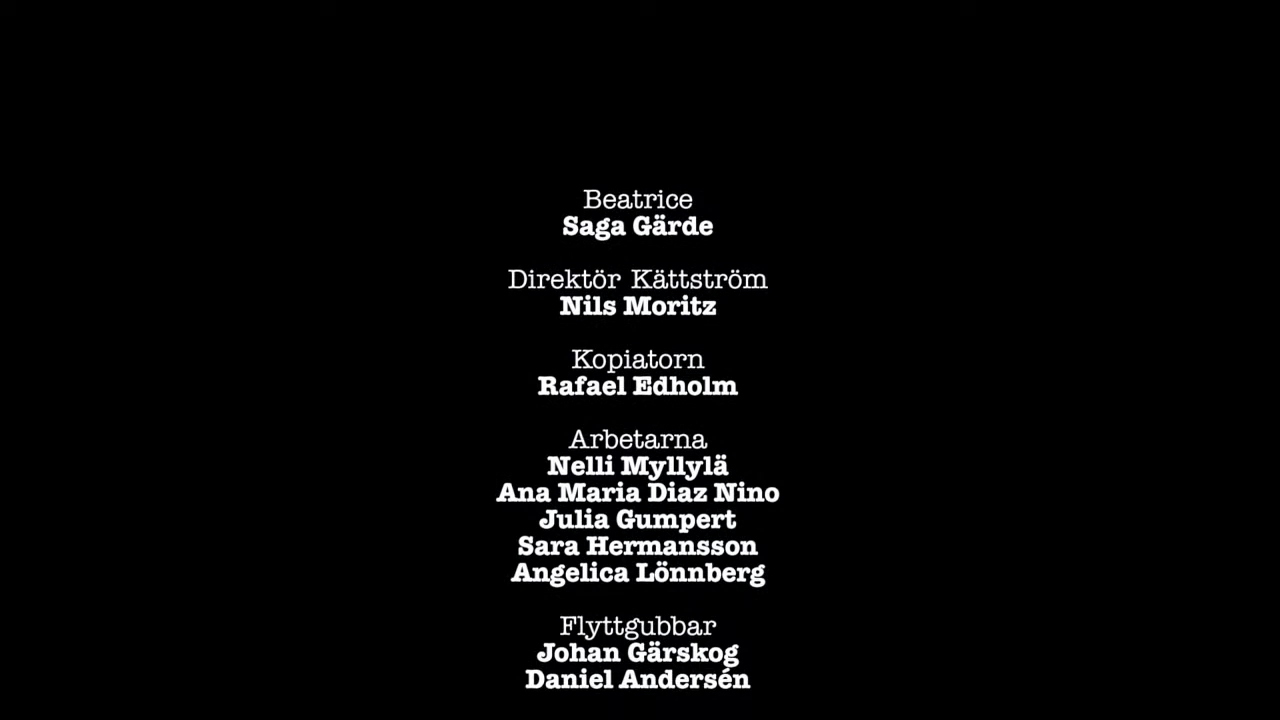 Beatrice
Saga Gärde
Direktör Kättström
Nils Moritz
Kopiatorn
Rafael Edholm
Arbetarna
Nelli Myllylä
Ana Maria Diaz Nino
Julia Gumpert
Sara Hermansson
Angelica Lönnberg
Flyttgubbar
Johan Gärskog
Daniel Andersén